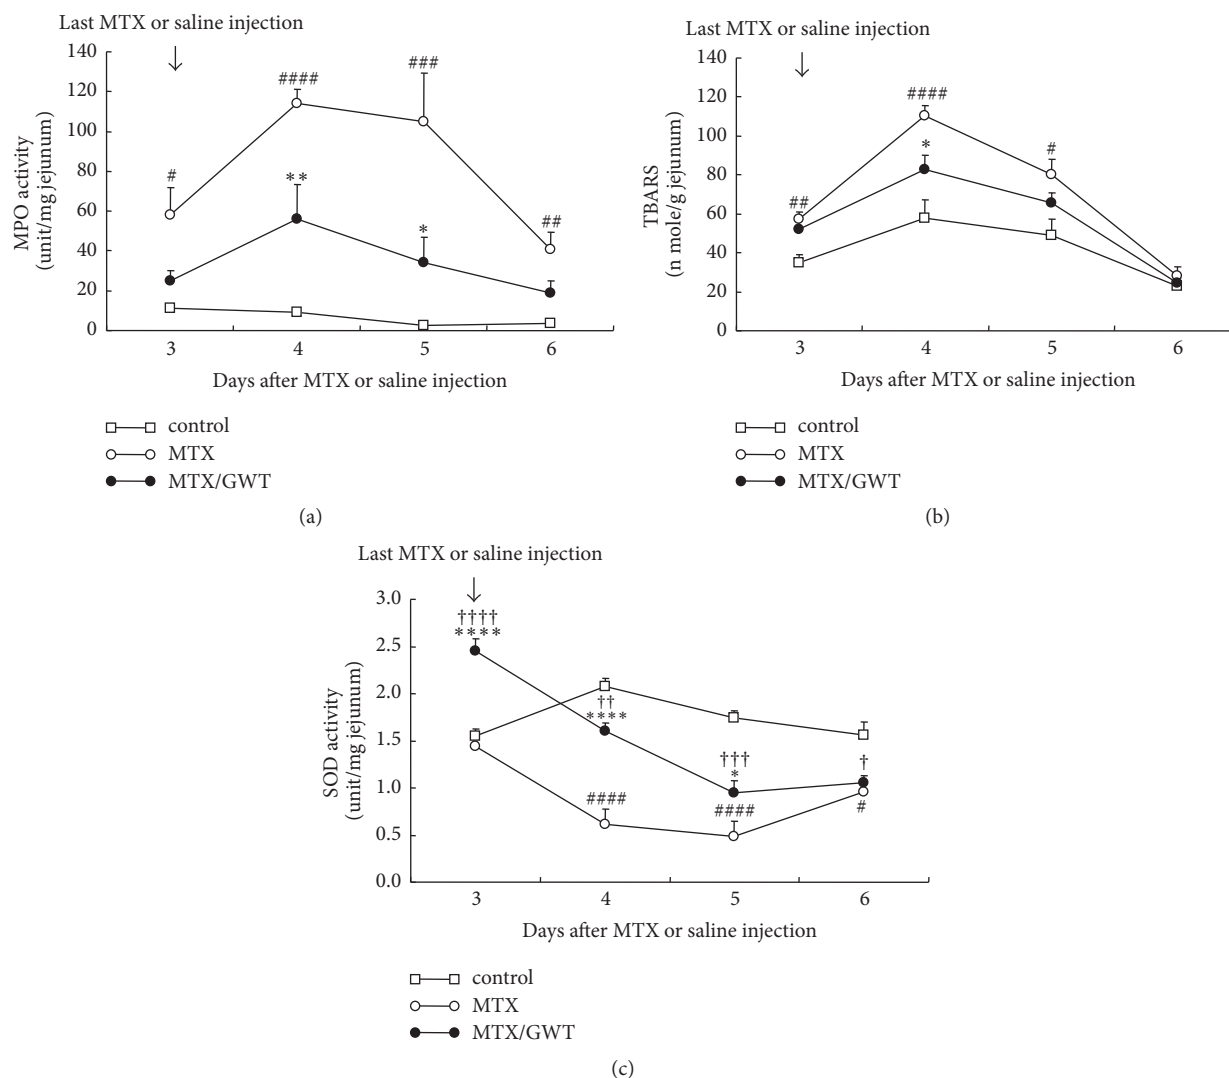 Last MTX or saline injection
140
120
100
80
60
40
20
0
MPO activity
(unit/mg jejunum)
#
####
###
##
**
*
3 4 5 6
Days after MTX or saline injection
control
MTX
MTX/GWT
(a)
Last MTX or saline injection
140
120
100
80
60
40
20
0
TBARS
(n mole/g jejunum)
##
####
*
#
3 4 5 6
Days after MTX or saline injection
control
MTX
MTX/GWT
(b)
Last MTX or saline injection
3.0
2.5
2.0
1.5
1.0
0.5
0.0
SOD activity
(unit/mg jejunum)
††††
****
††
****
†††
*
†
####
####
#
3 4 5 6
Days after MTX or saline injection
control
MTX
MTX/GWT
(c)